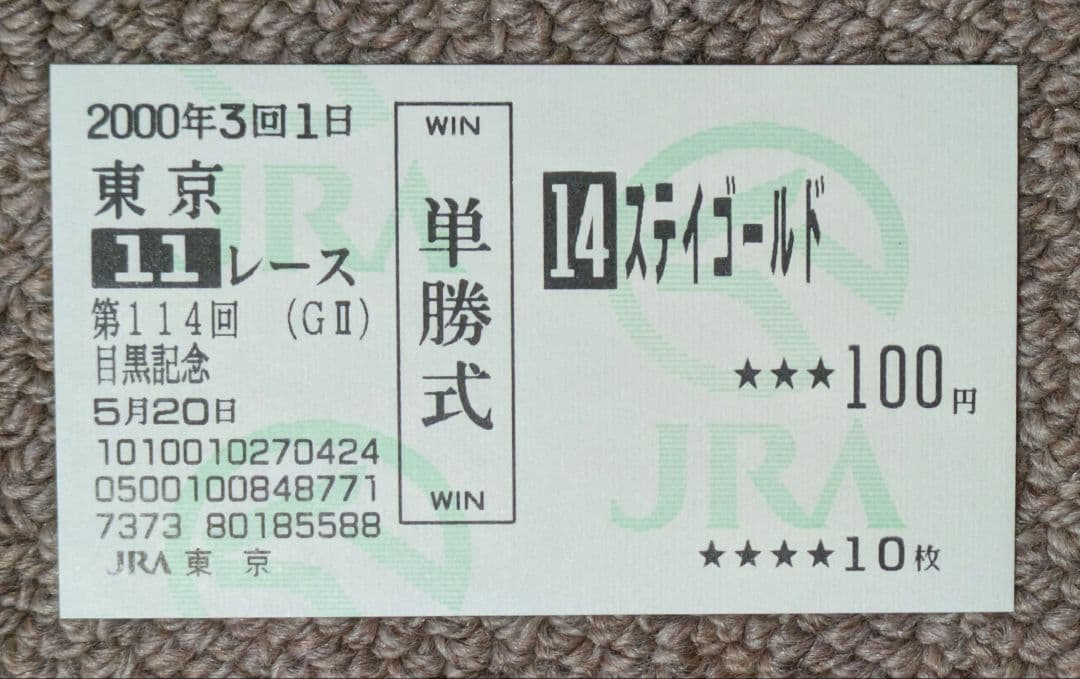 2000年3回1日
東京
11レース
第114回 (GⅡ)
目黒記念
5月20日
1010010270424
0500100848771
7373 80185588
JRA 東 京
WIN
単勝式
WIN
14 ステイゴールド
★★★100円
★★★★10枚
JRA
JRA